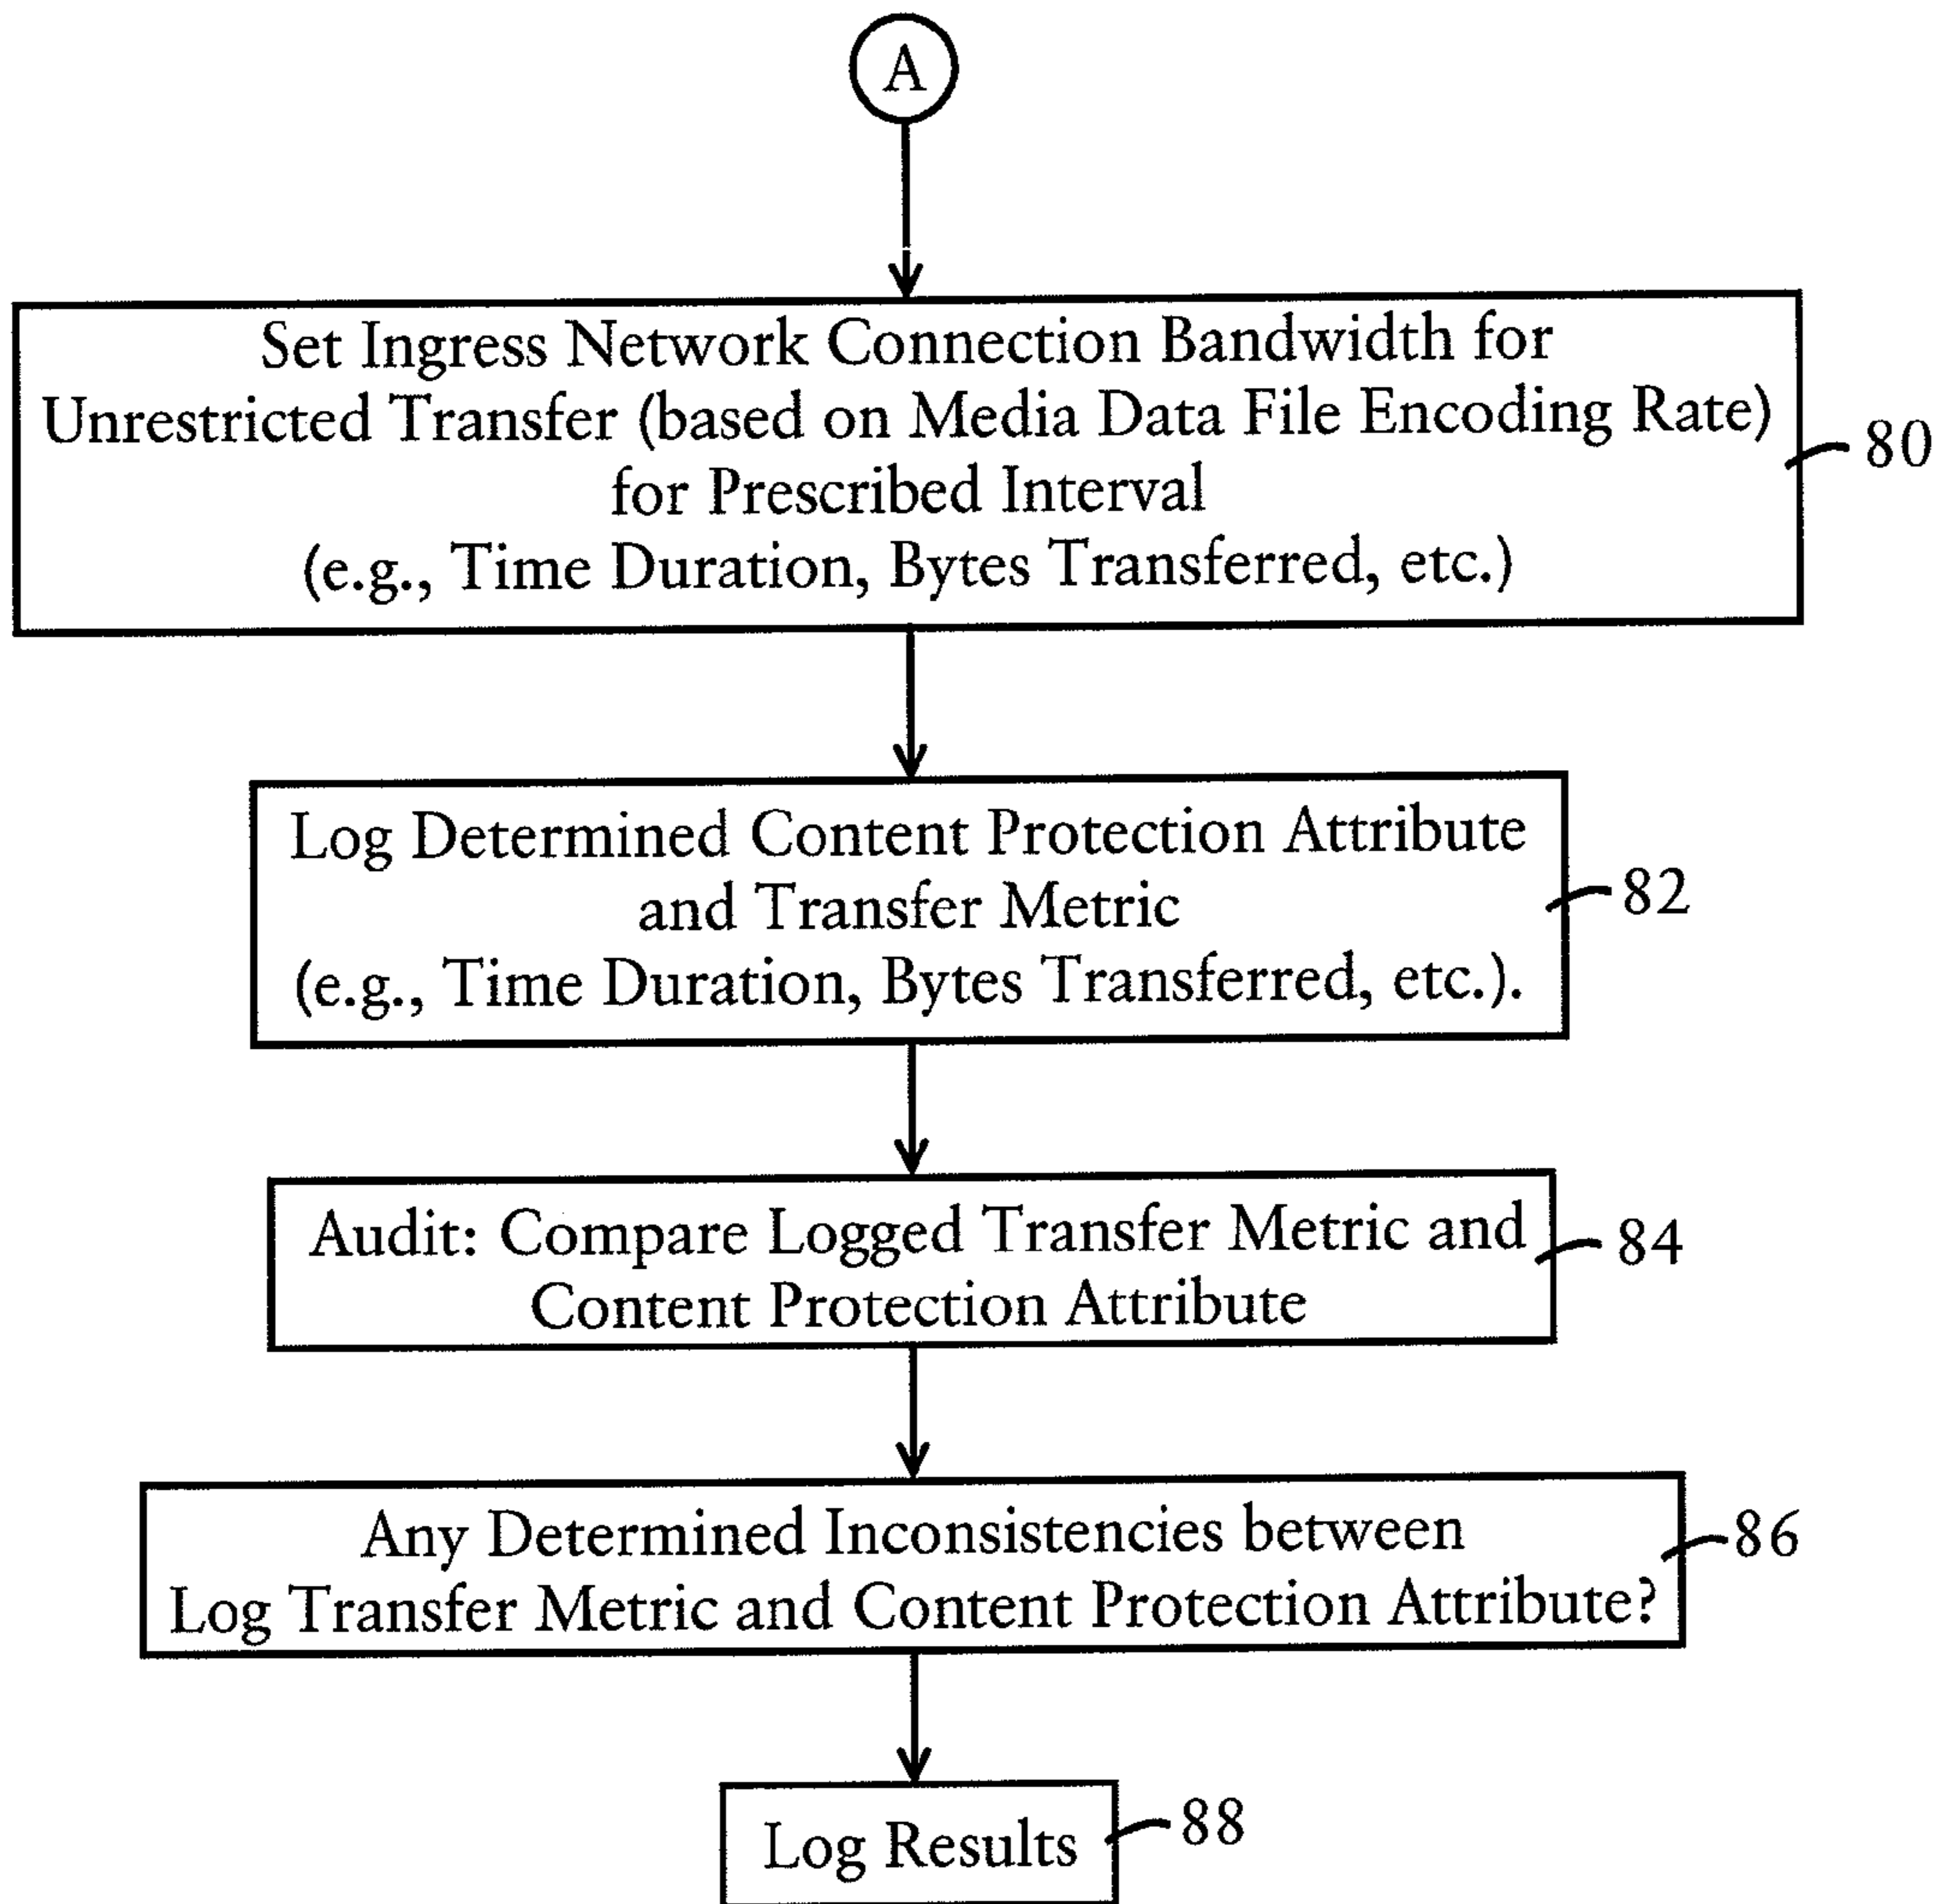 A
Set Ingress Network Connection Bandwidth for
Unrestricted Transfer (based on Media Data File Encoding Rate)
for Prescribed Interval
(e.g., Time Duration, Bytes Transferred, etc.)
80
Log Determined Content Protection Attribute
and Transfer Metric
(e.g., Time Duration, Bytes Transferred, etc.).
82
Audit: Compare Logged Transfer Metric and
Content Protection Attribute
84
Any Determined Inconsistencies between
Log Transfer Metric and Content Protection Attribute?
86
Log Results
88